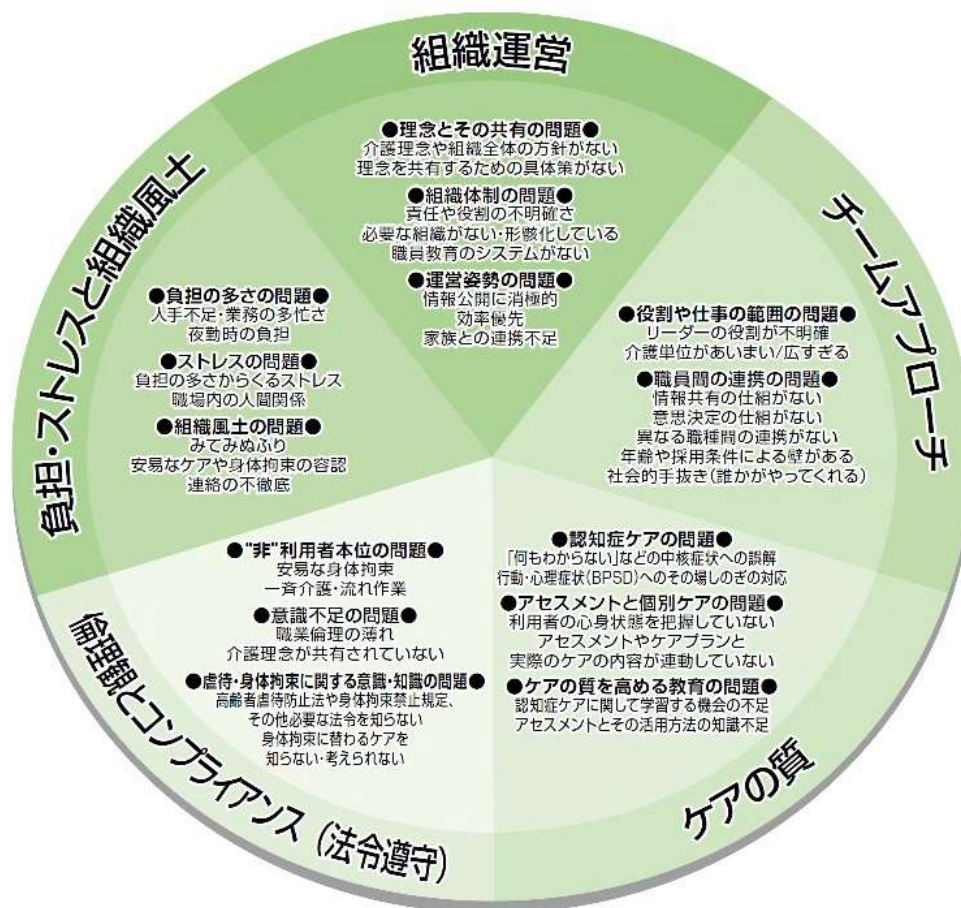 組織運営
●理念とその共有の問題●
介護理念や組織全体の方針がない
理念を共有するための具体策がない
●組織体制の問題●
責任や役割の不明確さ
必要な組織がない・形骸化している
職員教育のシステムがない
●運営姿勢の問題●
情報公開に消極的
効率優先
家族との連携不足
チームアプローチ
●役割や仕事の範囲の問題●
リーダーの役割が不明確
介護単位があいまい/広すぎる
●職員間の連携の問題●
情報共有の仕組がない
意思決定の仕組がない
異なる職種間の連携がない
年齢や採用条件による壁がある
社会的手抜き(誰かがやってくれる)
ケアの質
●認知症ケアの問題●
「何もわからない」などの中核症状への誤解
行動・心理症状(BPSD)へのその場しのぎの対応
●アセスメントと個別ケアの問題●
利用者の心身状態を把握していない
アセスメントやケアプランと
実際のケアの内容が連動していない
●ケアの質を高める教育の問題●
認知症ケアに関して学習する機会の不足
アセスメントとその活用方法の知識不足
倫理観とコンプライアンス(法令遵守)
●"非"利用者本位の問題●
安易な身体拘束
一斉介護・流れ作業
●意識不足の問題●
職業倫理の薄れ
介護理念が共有されていない
●虐待・身体拘束に関する意識・知識の問題●
高齢者虐待防止法や身体拘束禁止規定、
その他必要な法令を知らない
身体拘束に替わるケアを
知らない・考えられない
負担・ストレスと組織風土
●負担の多さの問題●
人手不足・業務の多忙さ
夜勤時の負担
●ストレスの問題●
負担の多さからくるストレス
職場内の人間関係
●組織風土の問題●
みてみぬふり
安易なケアや身体拘束の容認
連絡の不徹底